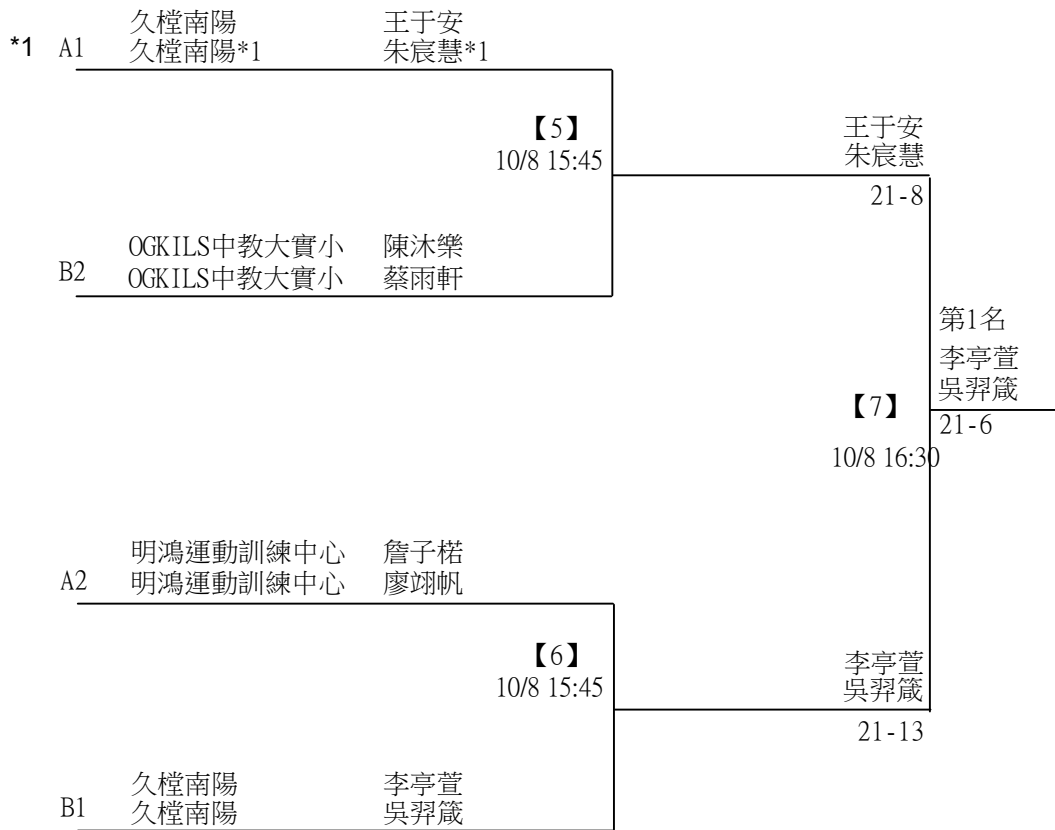 久樘南陽 王于安
*1 A1 久樘南陽*1 朱宸慧*1
【5】
10/8 15:45
王于安
朱宸慧
21-8
OGKILS中教大實小 陳沐樂
B2 OGKILS中教大實小 蔡雨軒
第1名
李亭萱
吳羿箴
【7】
21-6
10/8 16:30
明鴻運動訓練中心 詹子楉
A2 明鴻運動訓練中心 廖翊帆
【6】
10/8 15:45
李亭萱
吳羿箴
21-13
久樘南陽 李亭萱
B1 久樘南陽 吳羿箴